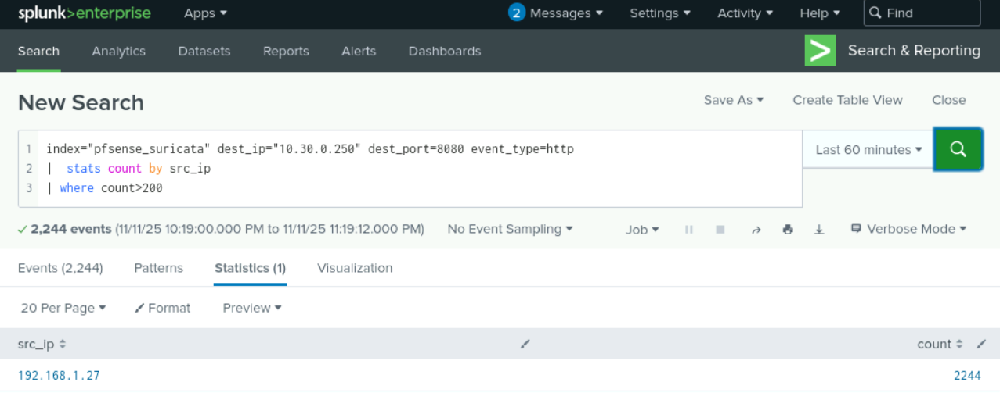 splunk>enterprise Apps 2 Messages Settings Activity Help Find
Search Analytics Datasets Reports Alerts Dashboards Search & Reporting
New Search Save As Create Table View Close
1 index="pfsense_suricata" dest_ip="10.30.0.250" dest_port=8080 event_type=http Last 60 minutes
2 | stats count by src_ip
3 | where count>200
2,244 events (11/11/25 10:19:00.000 PM to 11/11/25 11:19:12.000 PM) No Event Sampling Job Verbose Mode
Events (2,244) Patterns Statistics (1) Visualization
20 Per Page Format Preview
src_ip count
192.168.1.27 2244